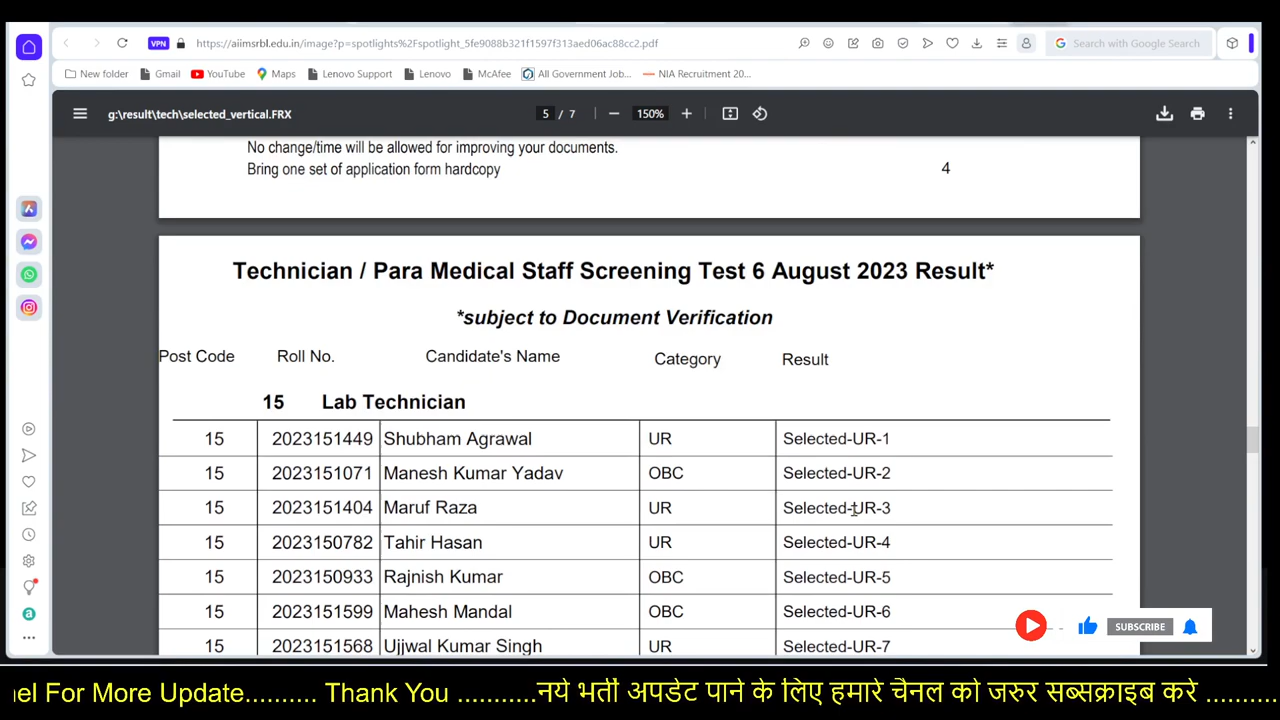 VPN https://aiimsrbl.edu.in/image?p=spotlights%2Fspotlight_5fe9088b321f1597f313aed06ac88cc2.pdf Search with Google Search
New folder Gmail YouTube Maps Lenovo Support Lenovo McAfee All Government Job... NIA Recruitment 20...
g:\result\tech\selected_vertical.FRX 5 / 7 150%
No change/time will be allowed for improving your documents.
Bring one set of application form hardcopy 4
Technician / Para Medical Staff Screening Test 6 August 2023 Result*
*subject to Document Verification
Post Code Roll No. Candidate's Name Category Result
15 Lab Technician
15 2023151449 Shubham Agrawal UR Selected-UR-1
15 2023151071 Manesh Kumar Yadav OBC Selected-UR-2
15 2023151404 Maruf Raza UR Selected-UR-3
15 2023150782 Tahir Hasan UR Selected-UR-4
15 2023150933 Rajnish Kumar OBC Selected-UR-5
15 2023151599 Mahesh Mandal OBC Selected-UR-6
15 2023151568 Ujjwal Kumar Singh UR Selected-UR-7
SUBSCRIBE
nel For More Update.......... Thank You ...........नये भर्ती अपडेट पाने के लिए हमारे चैनल को जरुर सब्सक्राइब करे ..........